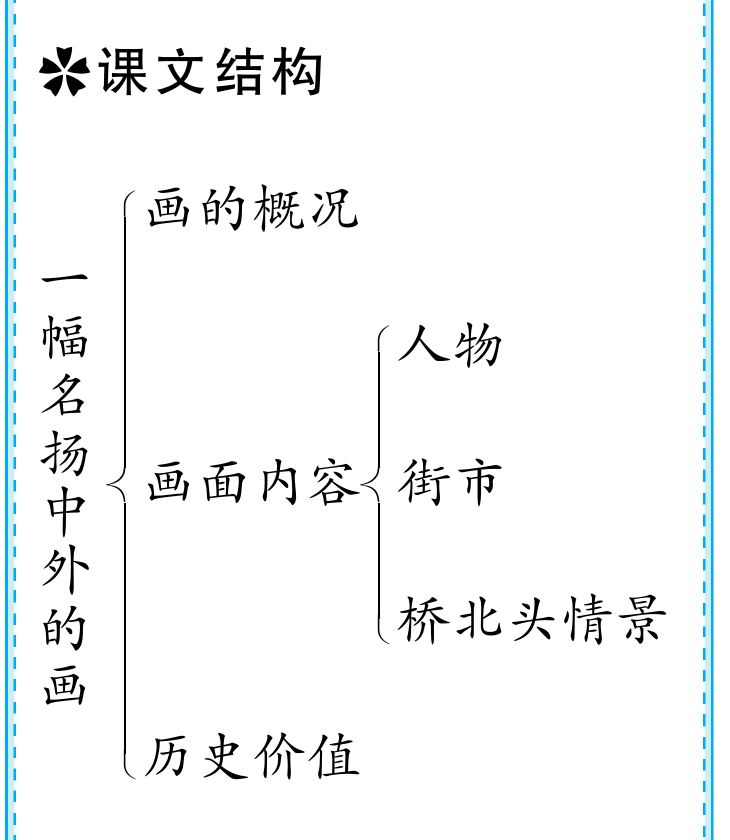 课文结构
一幅名扬中外的画
画的概况
画面内容
人物
街市
桥北头情景
历史价值